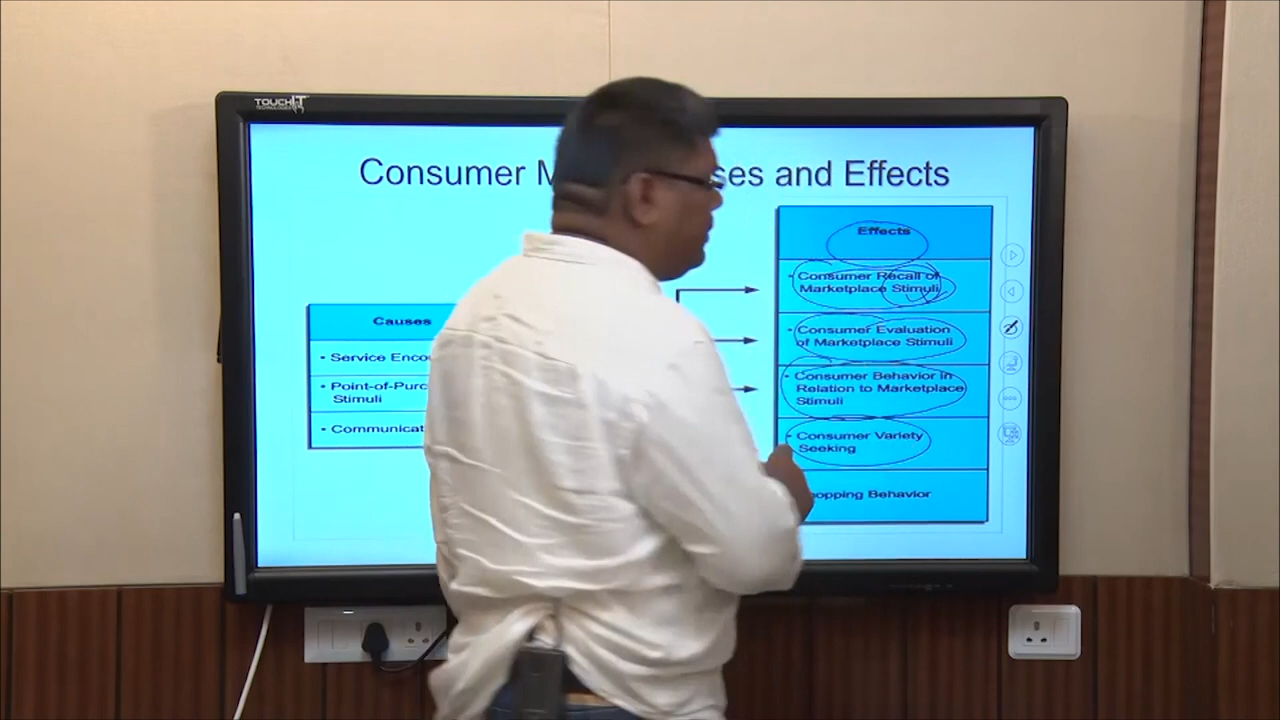 TOUCHIT
TECHNOLOGIES
Consumer M ses and Effects
Causes
• Service Enco
• Point-of-Purc
Stimuli
• Communicat
Effects
• Consumer Recall of
Marketplace Stimuli
• Consumer Evaluation
of Marketplace Stimuli
• Consumer Behavior in
Relation to Marketplace
Stimuli
• Consumer Variety
Seeking
hopping Behavior